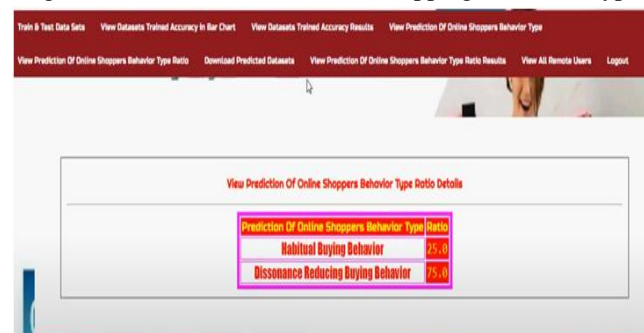 Train & Test Data Sets View Datasets Trained Accuracy in Bar Chart View Datasets Trained Accuracy Results View Prediction Of Online Shoppers Behavior Type
View Prediction Of Online Shoppers Behavior Type Ratio Download Predicted Datasets View Prediction Of Online Shoppers Behavior Type Ratio Results View All Remote Users Logout
View Prediction Of Online Shoppers Behavior Type Ratio Details
Prediction Of Online Shoppers Behavior Type Ratio
Habitual Buying Behavior 25.0
Dissonance Reducing Buying Behavior 75.0